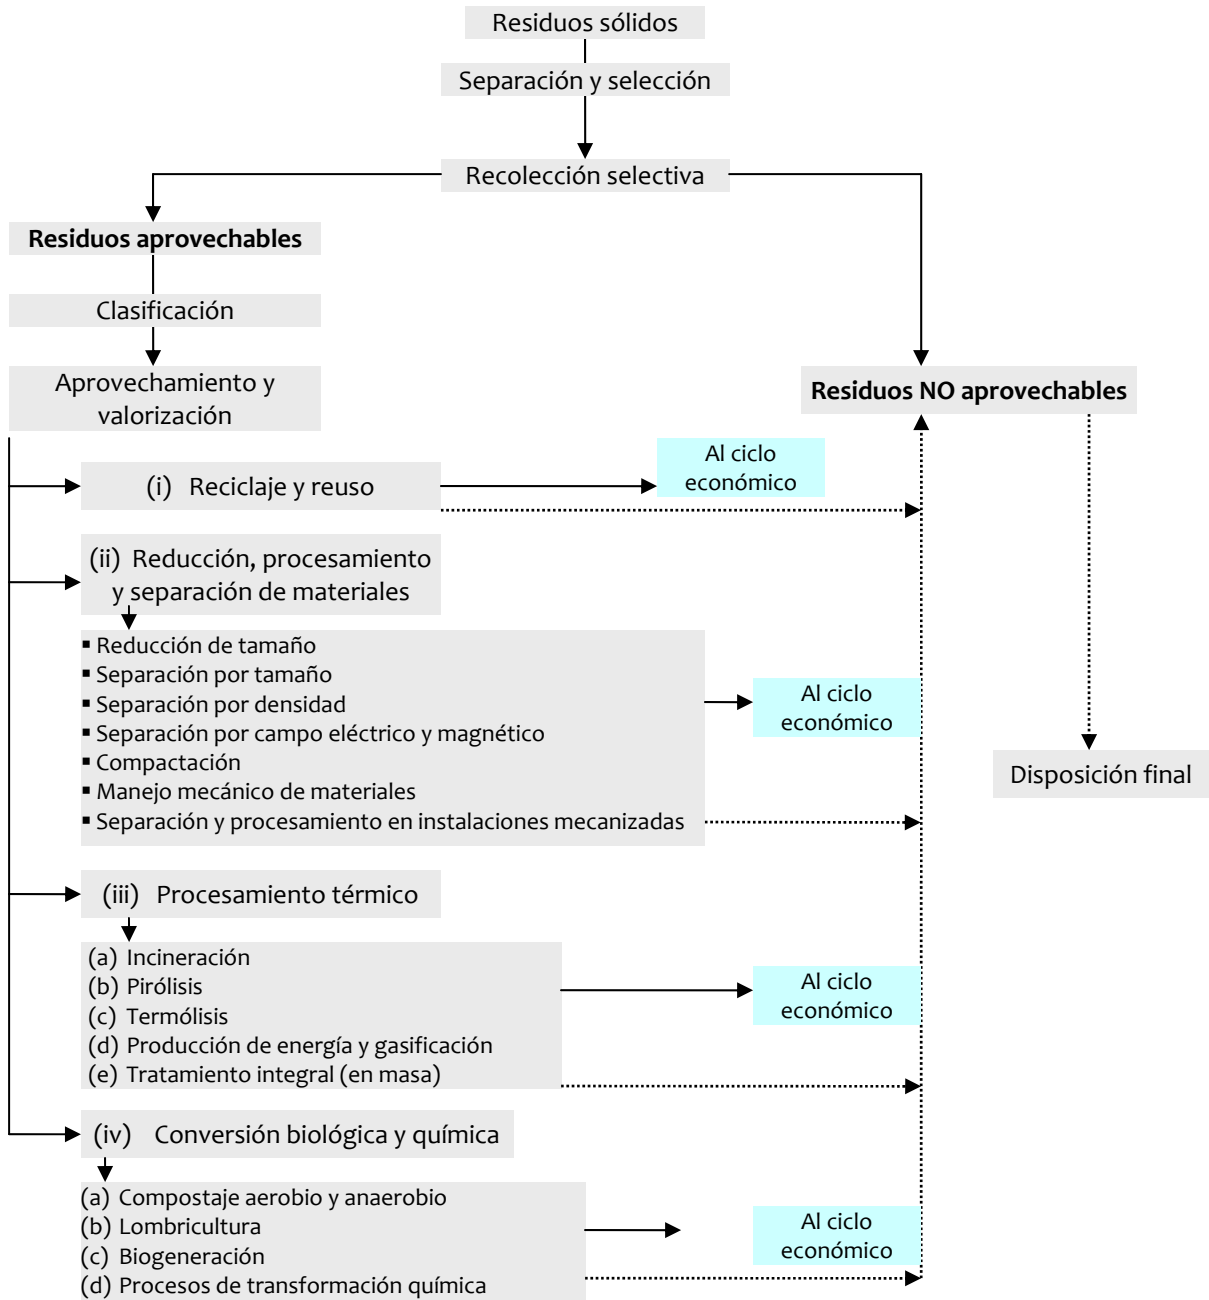 Residuos sólidos
Separación y selección
Recolección selectiva
Residuos aprovechables
Clasificación
Aprovechamiento y
valorización
Residuos NO aprovechables
(i) Reciclaje y reuso
Al ciclo
económico
(ii) Reducción, procesamiento
y separación de materiales
▪ Reducción de tamaño
▪ Separación por tamaño
▪ Separación por densidad
▪ Separación por campo eléctrico y magnético
▪ Compactación
▪ Manejo mecánico de materiales
▪ Separación y procesamiento en instalaciones mecanizadas
Al ciclo
económico
Disposición final
(iii) Procesamiento térmico
(a) Incineración
(b) Pirólisis
(c) Termólisis
(d) Producción de energía y gasificación
(e) Tratamiento integral (en masa)
Al ciclo
económico
(iv) Conversión biológica y química
(a) Compostaje aerobio y anaerobio
(b) Lombricultura
(c) Biogeneración
(d) Procesos de transformación química
Al ciclo
económico